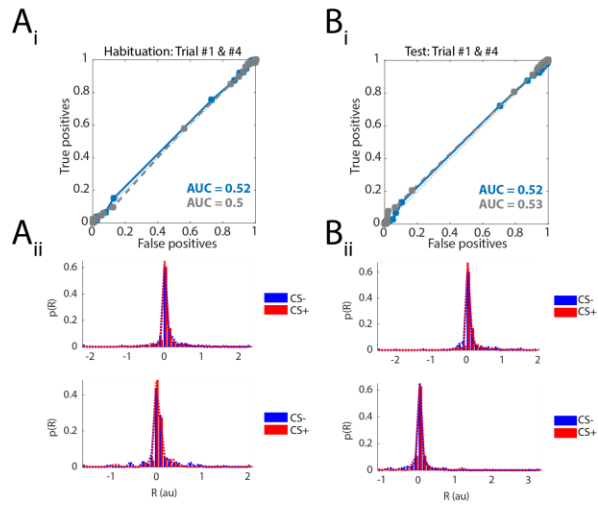 A
i
Habituation: Trial #1 & #4
True positives
1
0.8
0.6
0.4
0.2
0
0 0.2 0.4 0.6 0.8 1
False positives
AUC = 0.52
AUC = 0.5
B
i
Test: Trial #1 & #4
True positives
1
0.8
0.6
0.4
0.2
0
0 0.2 0.4 0.6 0.8 1
False positives
AUC = 0.52
AUC = 0.53
A
ii
p(R)
0.6
0.4
0.2
0
-2 -1 0 1 2
CS-
CS+
p(R)
0.4
0.2
0
-2 -1 0 1 2
R (au)
CS-
CS+
B
ii
p(R)
0.6
0.4
0.2
0
-2 -1 0 1 2
CS-
CS+
p(R)
0.6
0.4
0.2
0
-1 0 1 2 3
R (au)
CS-
CS+